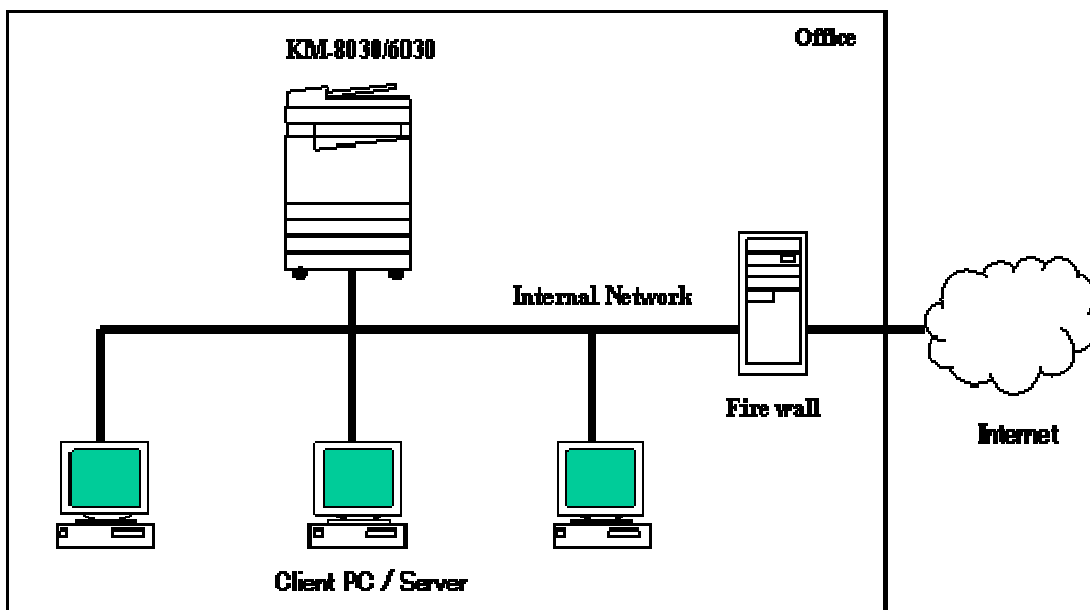 Office
KM-8030/6030
Internal Network
Fire wall
Internet
Client PC / Server